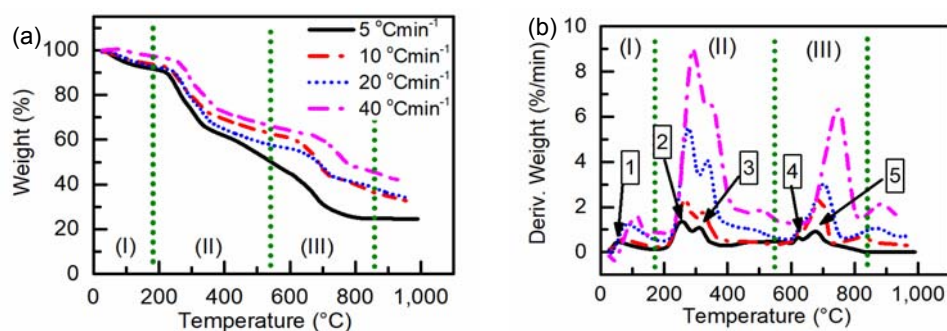 (a)
Weight (%)
100
80
60
40
20
0
5 °Cmin-1
10 °Cmin-1
20 °Cmin-1
40 °Cmin-1
(I)
(II)
(III)
0 200 400 600 800 1,000
Temperature (°C)
(b)
Deriv. Weight (%/min)
10
8
6
4
2
0
(I)
(II)
(III)
1
2
3
4
5
0 200 400 600 800 1,000
Temperature (°C)